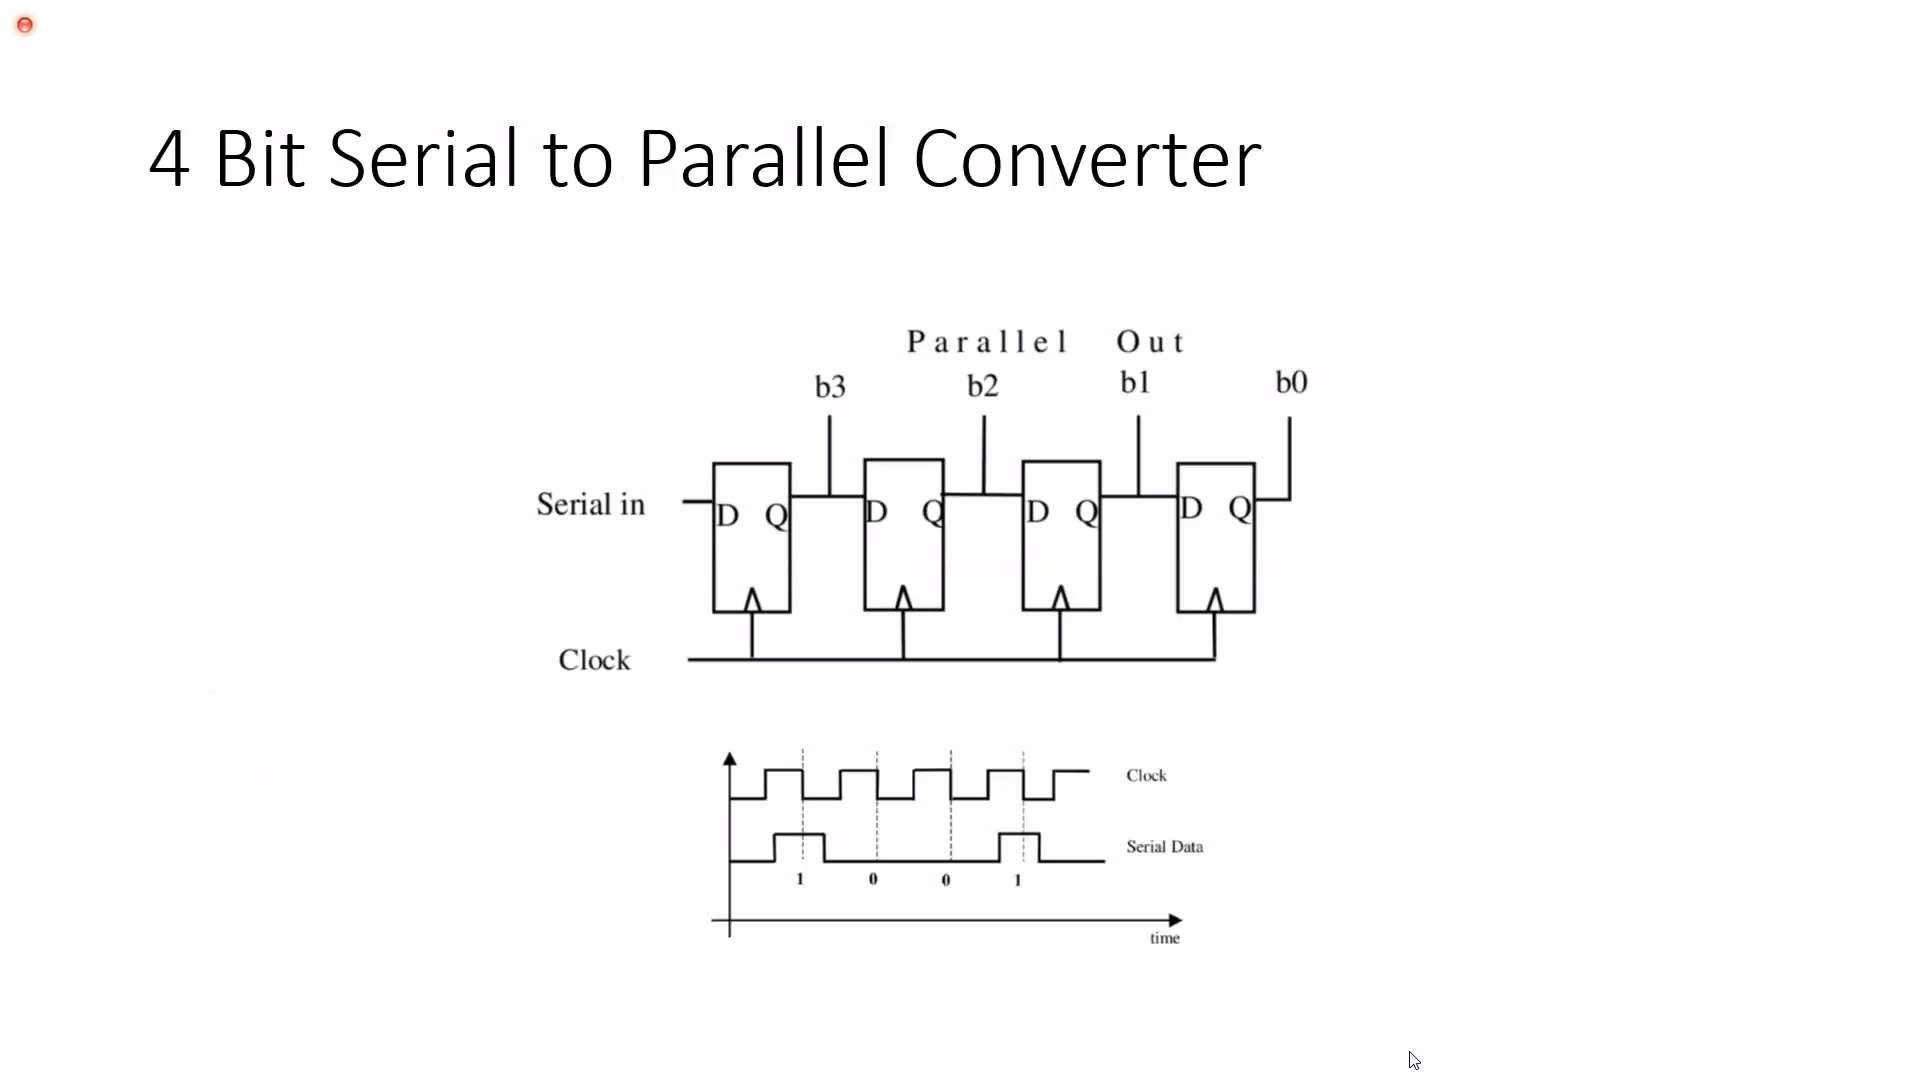 4 Bit Serial to Parallel Converter
Parallel Out
b3 b2 b1 b0
Serial in
D Q D Q D Q D Q
Clock
Clock
Serial Data
1 0 0 1
time